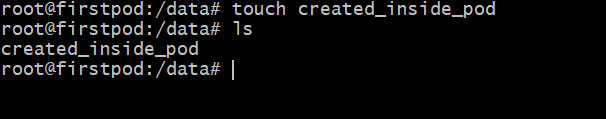 root@firstpod:/data# touch created_inside_pod
root@firstpod:/data# ls
created_inside_pod
root@firstpod:/data#